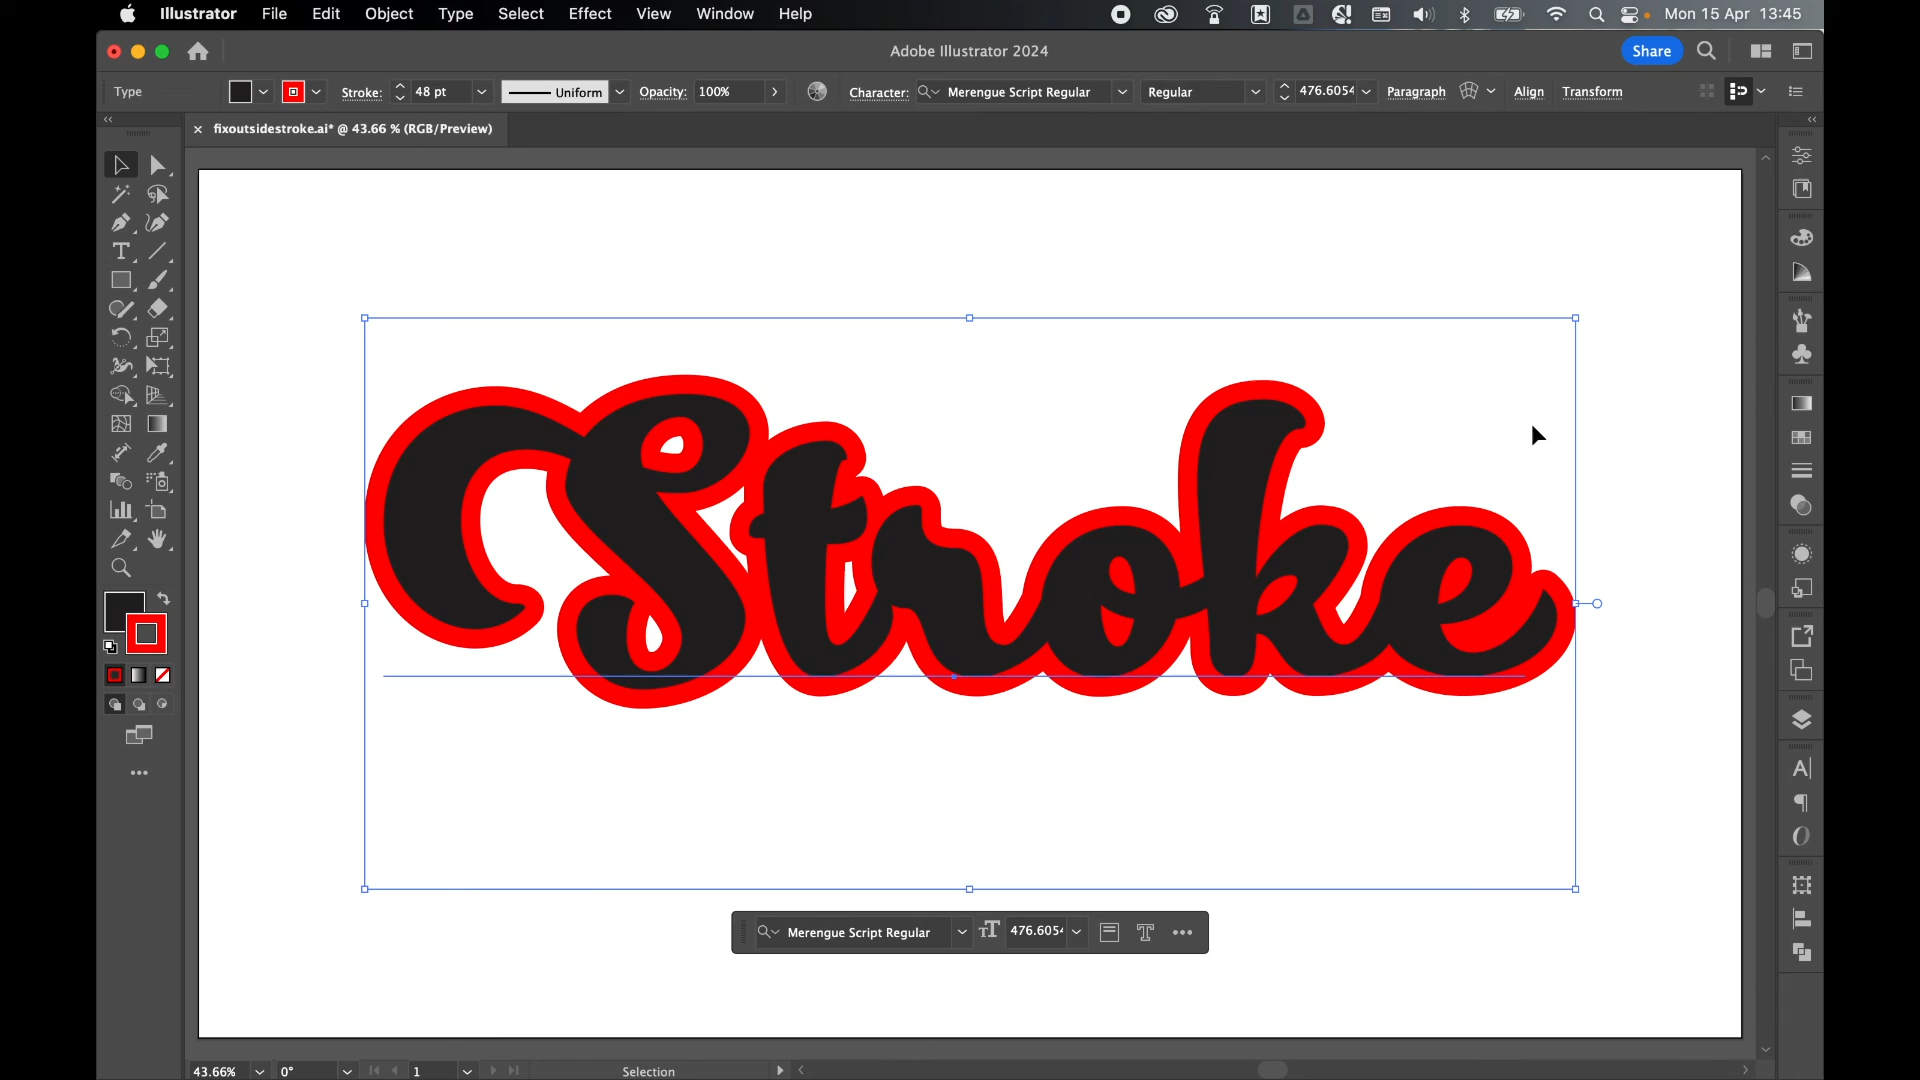 Illustrator File Edit Object Type Select Effect View Window Help Mon 15 Apr 13:45
Adobe Illustrator 2024 Share
Type Stroke: 48 pt Uniform Opacity: 100% Character: Merengue Script Regular Regular 476.6054 Paragraph Align Transform
× fixoutsidestroke.ai* @ 43.66 % (RGB/Preview)
Stroke
Merengue Script Regular 476.6054
43.66% 0° 1 Selection